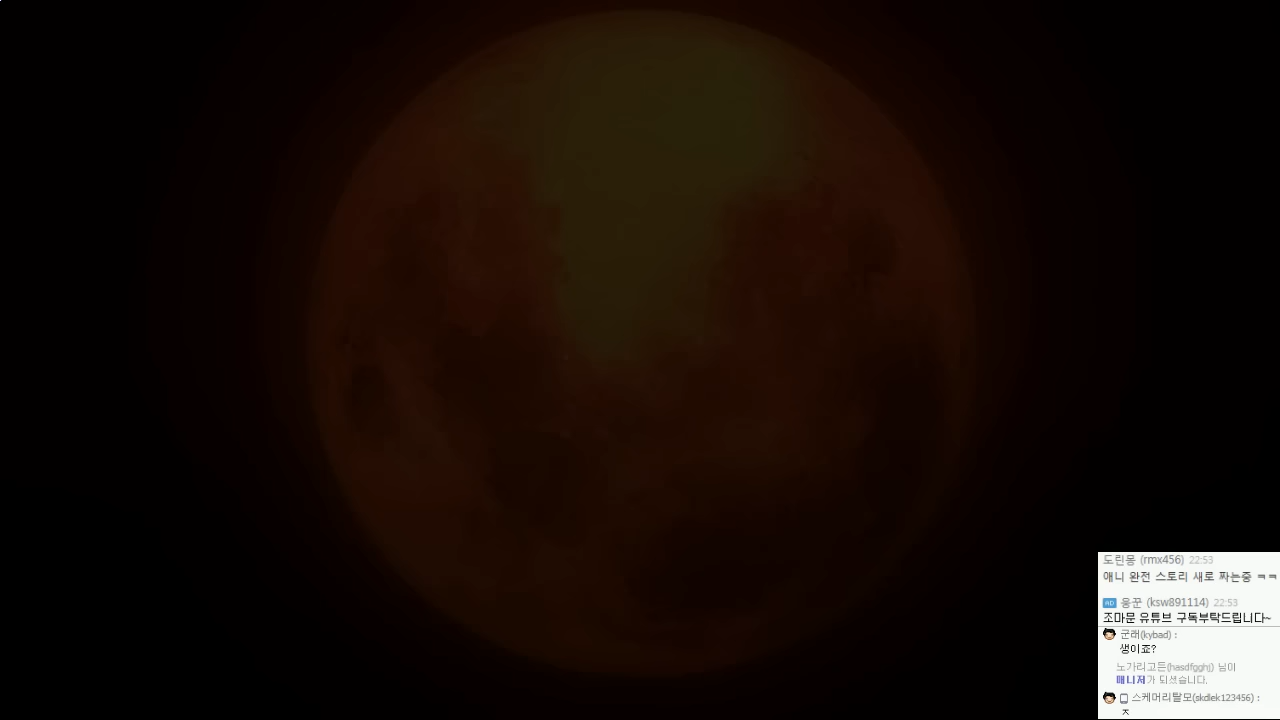 도린몽 (rmx456) 22:53
애니 완전 스토리 새로 짜는중 ㅋㅋ
AD 웅꾼 (ksw891114) 22:53
조마문 유튜브 구독부탁드립니다~
군래(kybad) :
생이죠?
노가리고든(hasdfgghj) 님이
매니저가 되셨습니다.
스케머리탈모(skdlek123456) :
ㅈ